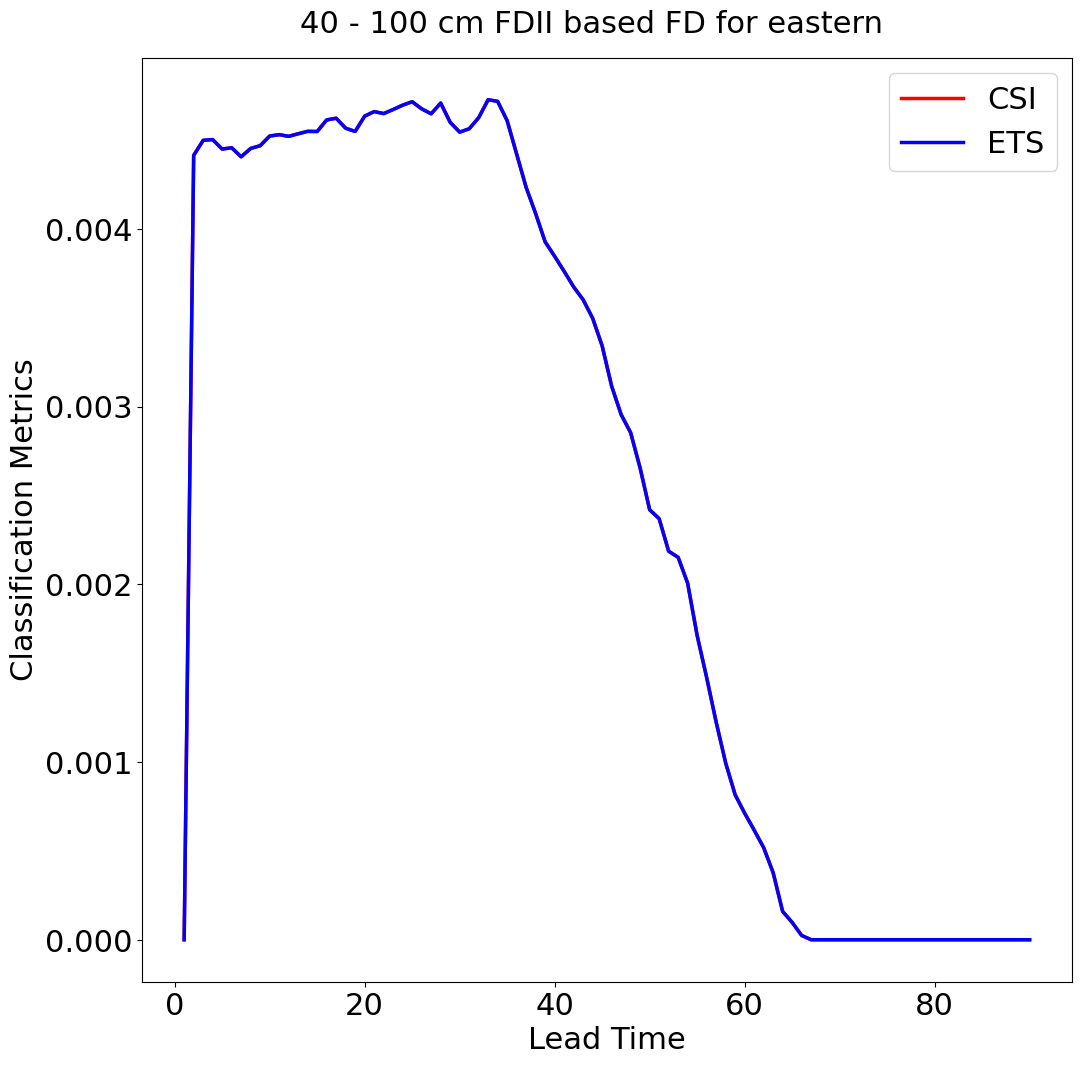 40 - 100 cm FDII based FD for eastern
CSI
ETS
Classification Metrics
0.004
0.003
0.002
0.001
0.000
0 20 40 60 80
Lead Time